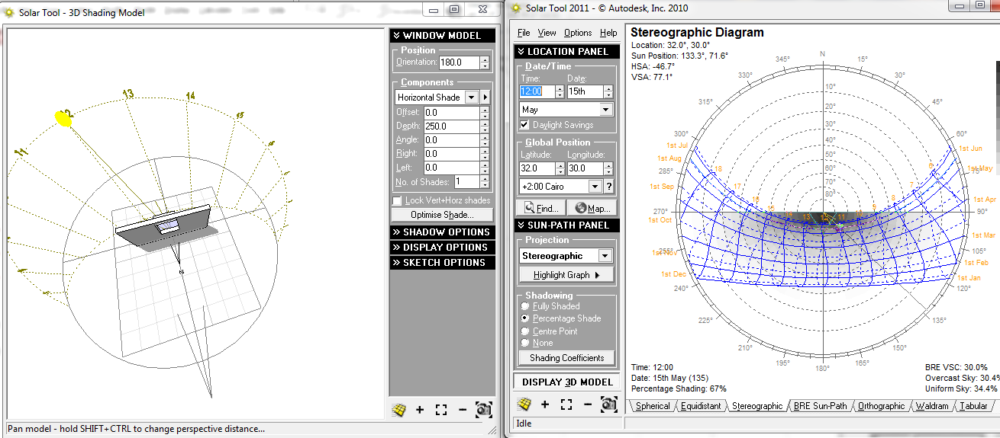 Solar Tool - 3D Shading Model
13
14
15
11
WINDOW MODEL
Position
Orientation: 180.0
Components
Horizontal Shade
Offset: 0.0
Depth: 250.0
Angle: 0.0
Right: 0.0
Left: 0.0
No. of Shades: 1
Lock Vert+Horz shades
Optimise Shade...
SHADOW OPTIONS
DISPLAY OPTIONS
SKETCH OPTIONS
Pan model - hold SHIFT+CTRL to change perspective distance...
Solar Tool 2011 - © Autodesk, Inc. 2010
File View Options Help
LOCATION PANEL
Date/Time
Time: Date:
12:00 15th
May
Daylight Savings
Global Position
Latitude: Longitude:
32.0 30.0
+2:00 Cairo ?
Find... Map...
SUN-PATH PANEL
Projection
Stereographic
Highlight Graph
Shadowing
Fully Shaded
Percentage Shade
Centre Point
None
Shading Coefficients
DISPLAY 3D MODEL
Idle
Stereographic Diagram
Location: 32.0°, 30.0°
Sun Position: 133.3°, 71.6°
HSA: -46.7°
VSA: 77.1°
N
345° 15°
330° 30°
315° 45°
300° 60°
285° 75°
270° 90°
255° 105°
240° 120°
225° 135°
210° 150°
195° 165°
180°
10°
20°
30°
40°
50°
60°
70°
80°
1st Jul 1st Jun
1st Aug 1st May
1st Sep 1st Apr
1st Oct 1st Mar
1st Nov 1st Feb
1st Dec 1st Jan
18
17
16
15
13 12 11
9
8
7
6
Time: 12:00
Date: 15th May (135)
Percentage Shading: 67%
BRE VSC: 30.0%
Overcast Sky: 30.4%
Uniform Sky: 34.4%
Spherical Equidistant Stereographic BRE Sun-Path Orthographic Waldram Tabular